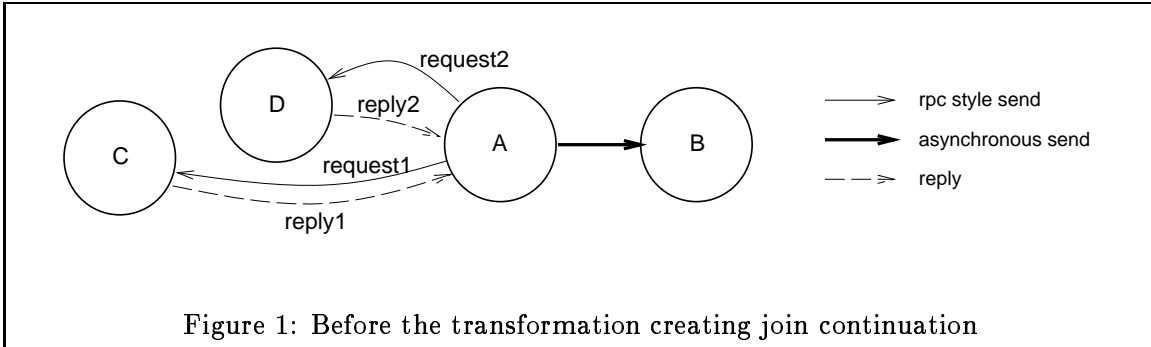 request2
D
reply2
rpc style send
A
B
asynchronous send
C
request1
reply
reply1
Figure 1: Before the transformation creating join continuation